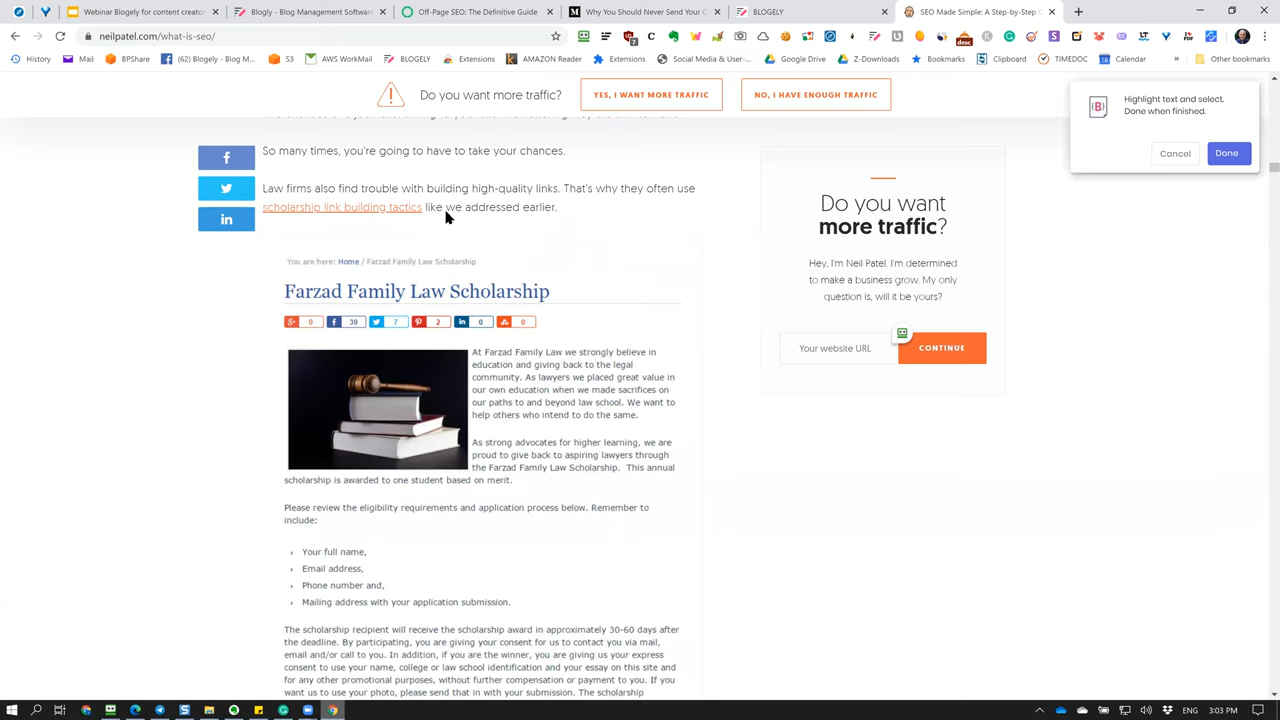 Webinar Blogely for content creato
Blogly - Blog Management Softwar
Off-Page SEO: The Definitive Guide
Why You Should Never Send Your C
BLOGELY
SEO Made Simple: A Step-by-Step C
neilpatel.com/what-is-seo/
7
desc
History
Mail
BPShare
(62) Blogely - Blog M...
S3
AWS WorkMail
BLOGELY
Extensions
AMAZON Reader
Extensions
Social Media & User-...
Google Drive
Z-Downloads
Bookmarks
Clipboard
TIMEDOC
Calendar
»
Other bookmarks
Do you want more traffic?
YES, I WANT MORE TRAFFIC
NO, I HAVE ENOUGH TRAFFIC
Highlight text and select.
Done when finished.
Cancel
Done
So many times, you're going to have to take your chances.
Law firms also find trouble with building high-quality links. That's why they often use
scholarship link building tactics like we addressed earlier.
You are here: Home / Farzad Family Law Scholarship
Farzad Family Law Scholarship
0 39 7 2 0 0
At Farzad Family Law we strongly believe in
education and giving back to the legal
community. As lawyers we placed great value in
our own education when we made sacrifices on
our paths to and beyond law school. We want to
help others who intend to do the same.
As strong advocates for higher learning, we are
proud to give back to aspiring lawyers through
the Farzad Family Law Scholarship. This annual
scholarship is awarded to one student based on merit.
Please review the eligibility requirements and application process below. Remember to
include:
Your full name,
Email address,
Phone number and,
Mailing address with your application submission.
The scholarship recipient will receive the scholarship award in approximately 30-60 days after
the deadline. By participating, you are giving your consent for us to contact you via mail,
email and/or call to you. In addition, if you are the winner, you are giving us your express
consent to use your name, college or law school identification and your essay on this site and
for any other promotional purposes, without further compensation or payment to you. If you
want us to use your photo, please send that in with your submission. The scholarship
Do you want
more traffic?
Hey, I'm Neil Patel. I'm determined
to make a business grow. My only
question is, will it be yours?
Your website URL
CONTINUE
ENG
3:03 PM